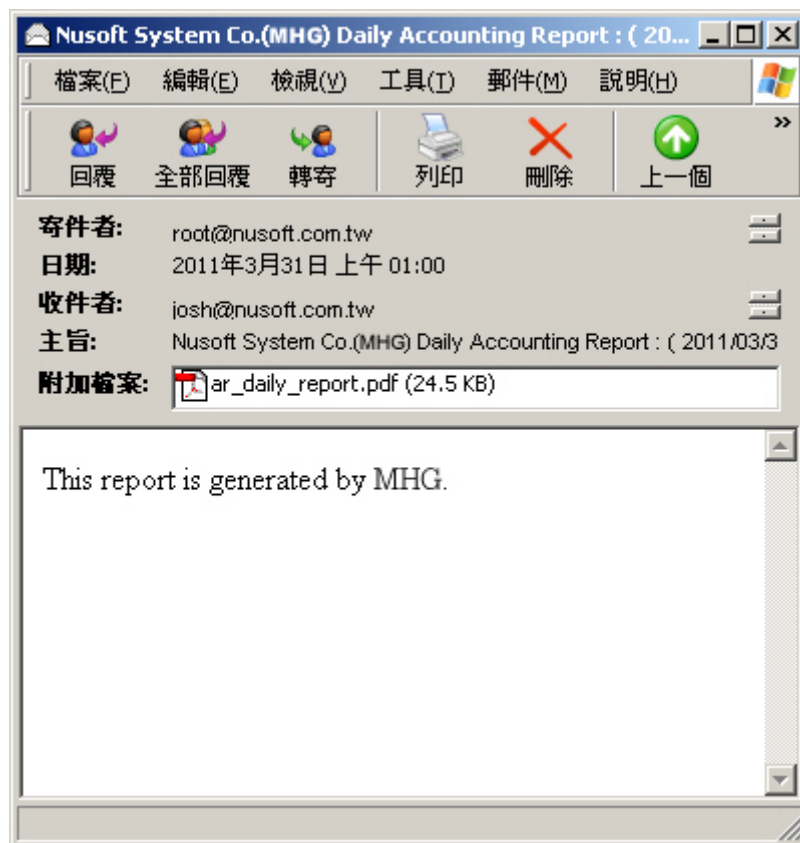 Nusoft System Co.(MHG) Daily Accounting Report : ( 20...
檔案(F) 編輯(E) 檢視(V) 工具(T) 郵件(M) 說明(H)
回覆 全部回覆 轉寄 列印 刪除 上一個 »
寄件者: root@nusoft.com.tw
日期: 2011年3月31日 上午 01:00
收件者: josh@nusoft.com.tw
主旨: Nusoft System Co.(MHG) Daily Accounting Report : ( 2011/03/3
附加檔案: ar_daily_report.pdf (24.5 KB)
This report is generated by MHG.